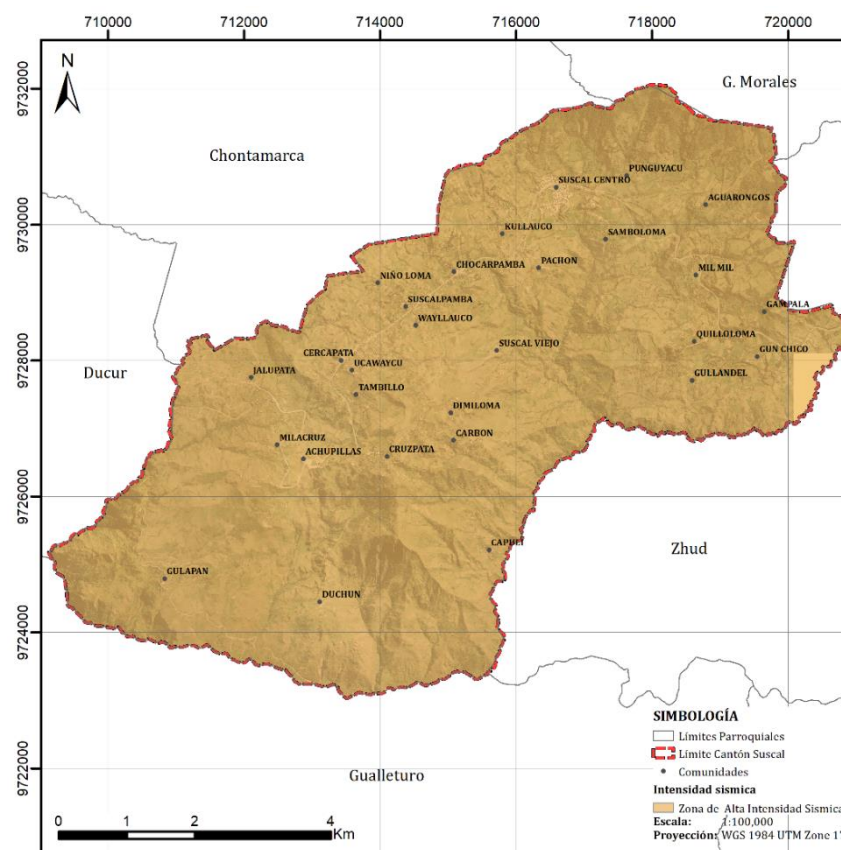 710000 712000 714000 716000 718000 720000
9732000
9730000
9728000
9726000
9724000
9722000
N
G. Morales
Chontamarca
PUNGUYACU
SUSCAL CENTRO
AGUARONGOS
KULLAUCO
SAMBOLOMA
CHOCARPAMBA
PACHON
MIL MIL
NIÑO LOMA
SUSCALPAMBA
GAMPALA
WAYLLAUCO
QUILLOLOMA
SUSCAL VIEJO
GUN CHICO
CERCAPATA
UCAWAYCU
Ducur
JALUPATA
GULLANDEL
TAMBILLO
DIMILOMA
MILACRUZ
CARBON
ACHUPILLAS
CRUZPATA
CAPULI
Zhud
GULAPAN
DUCHUN
Gualleturo
SIMBOLOGÍA
Límites Parroquiales
Límite Cantón Suscal
Comunidades
Intensidad sismica
Zona de Alta Intensidad Sismica
Escala: 1:100,000
Proyección: WGS 1984 UTM Zone 1
0 1 2 4
Km